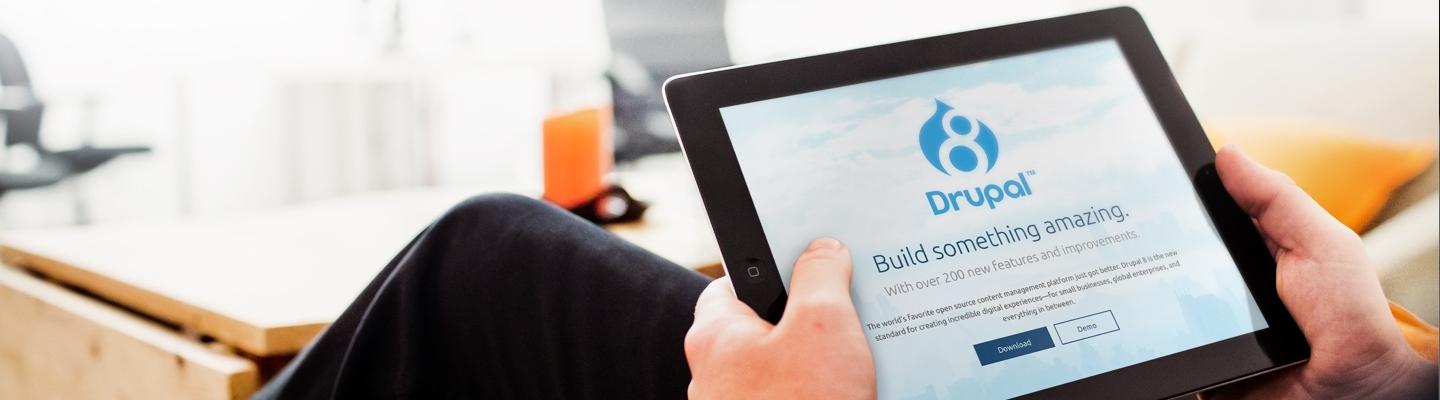 8
Drupal™
Build something amazing.
With over 200 new features and improvements.
The world's favorite open source content management platform just got better. Drupal 8 is the new
standard for creating incredible digital experiences—for small businesses, global enterprises, and
everything in between.
Download
Demo